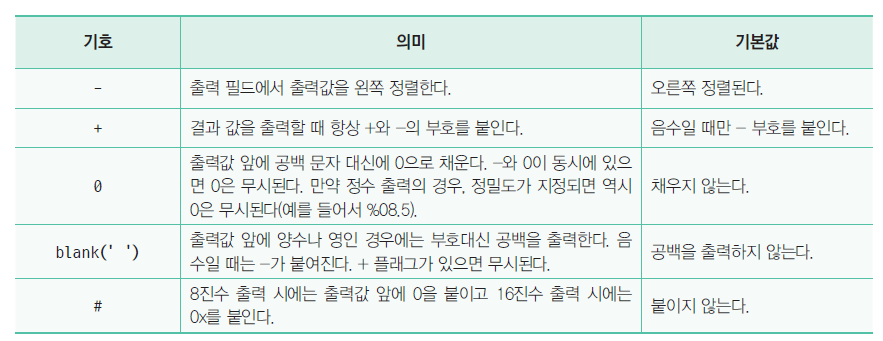 기호 의미 기본값
- 출력 필드에서 출력값을 왼쪽 정렬한다. 오른쪽 정렬된다.
+ 결과 값을 출력할 때 항상 +와 –의 부호를 붙인다. 음수일 때만 – 부호를 붙인다.
출력값 앞에 공백 문자 대신에 0으로 채운다. –와 0이 동시에 있으
0 면 0은 무시된다. 만약 정수 출력의 경우, 정밀도가 지정되면 역시 채우지 않는다.
0은 무시된다(예를 들어서 %08.5).
출력값 앞에 양수나 영인 경우에는 부호대신 공백을 출력한다. 음
blank(' ') 공백을 출력하지 않는다.
수일 때는 –가 붙여진다. + 플래그가 있으면 무시된다.
8진수 출력 시에는 출력값 앞에 0을 붙이고 16진수 출력 시에는
# 붙이지 않는다.
0x를 붙인다.